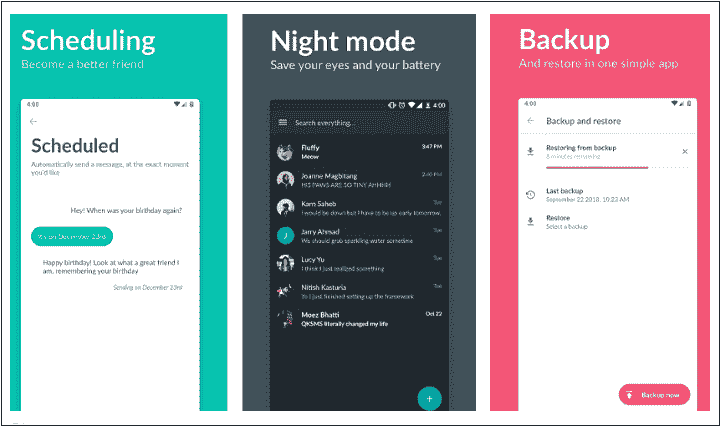 Scheduling
Become a better friend
4:00
Scheduled
Automatically send a message, at the exact moment
you'd like
Hey! When was your birthday again?
It's on December 23rd
Happy birthday! Look at what a great friend I
am, remembering your birthday
Sending on December 23rd
Night mode
Save your eyes and your battery
4:00
Search everything...
Fluffy
3:47 PM
Meow
Joanne Magbitang
2:40 PM
HIS PAWS ARE SO TINY
Karn Saheb
Tue
I would be down but I have to be up early tomorrow,
J
Jarry Ahmad
Tue
We should grab sparkling water sometime
Lucy Yu
Tue
I think I just realized something
Nitish Kasturia
Tue
Yo I just finished setting up the framework
Moez Bhatti
Oct 22
QKSMS literally changed my life
+
Backup
And restore in one simple app
4:00
Backup and restore
Restoring from backup
8 minutes remaining
Last backup
September 22 2018, 10:23 AM
Restore
Select a backup
Backup now